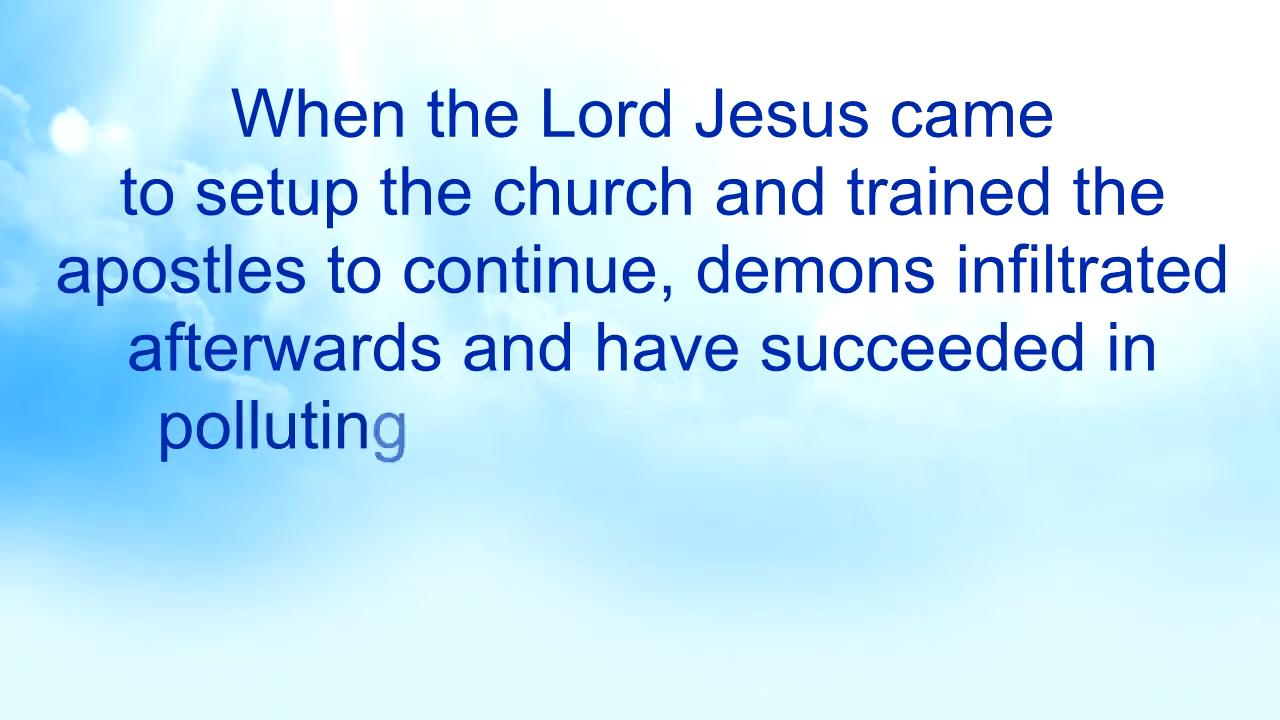 When the Lord Jesus came
to setup the church and trained the
apostles to continue, demons infiltrated
afterwards and have succeeded in
polluting